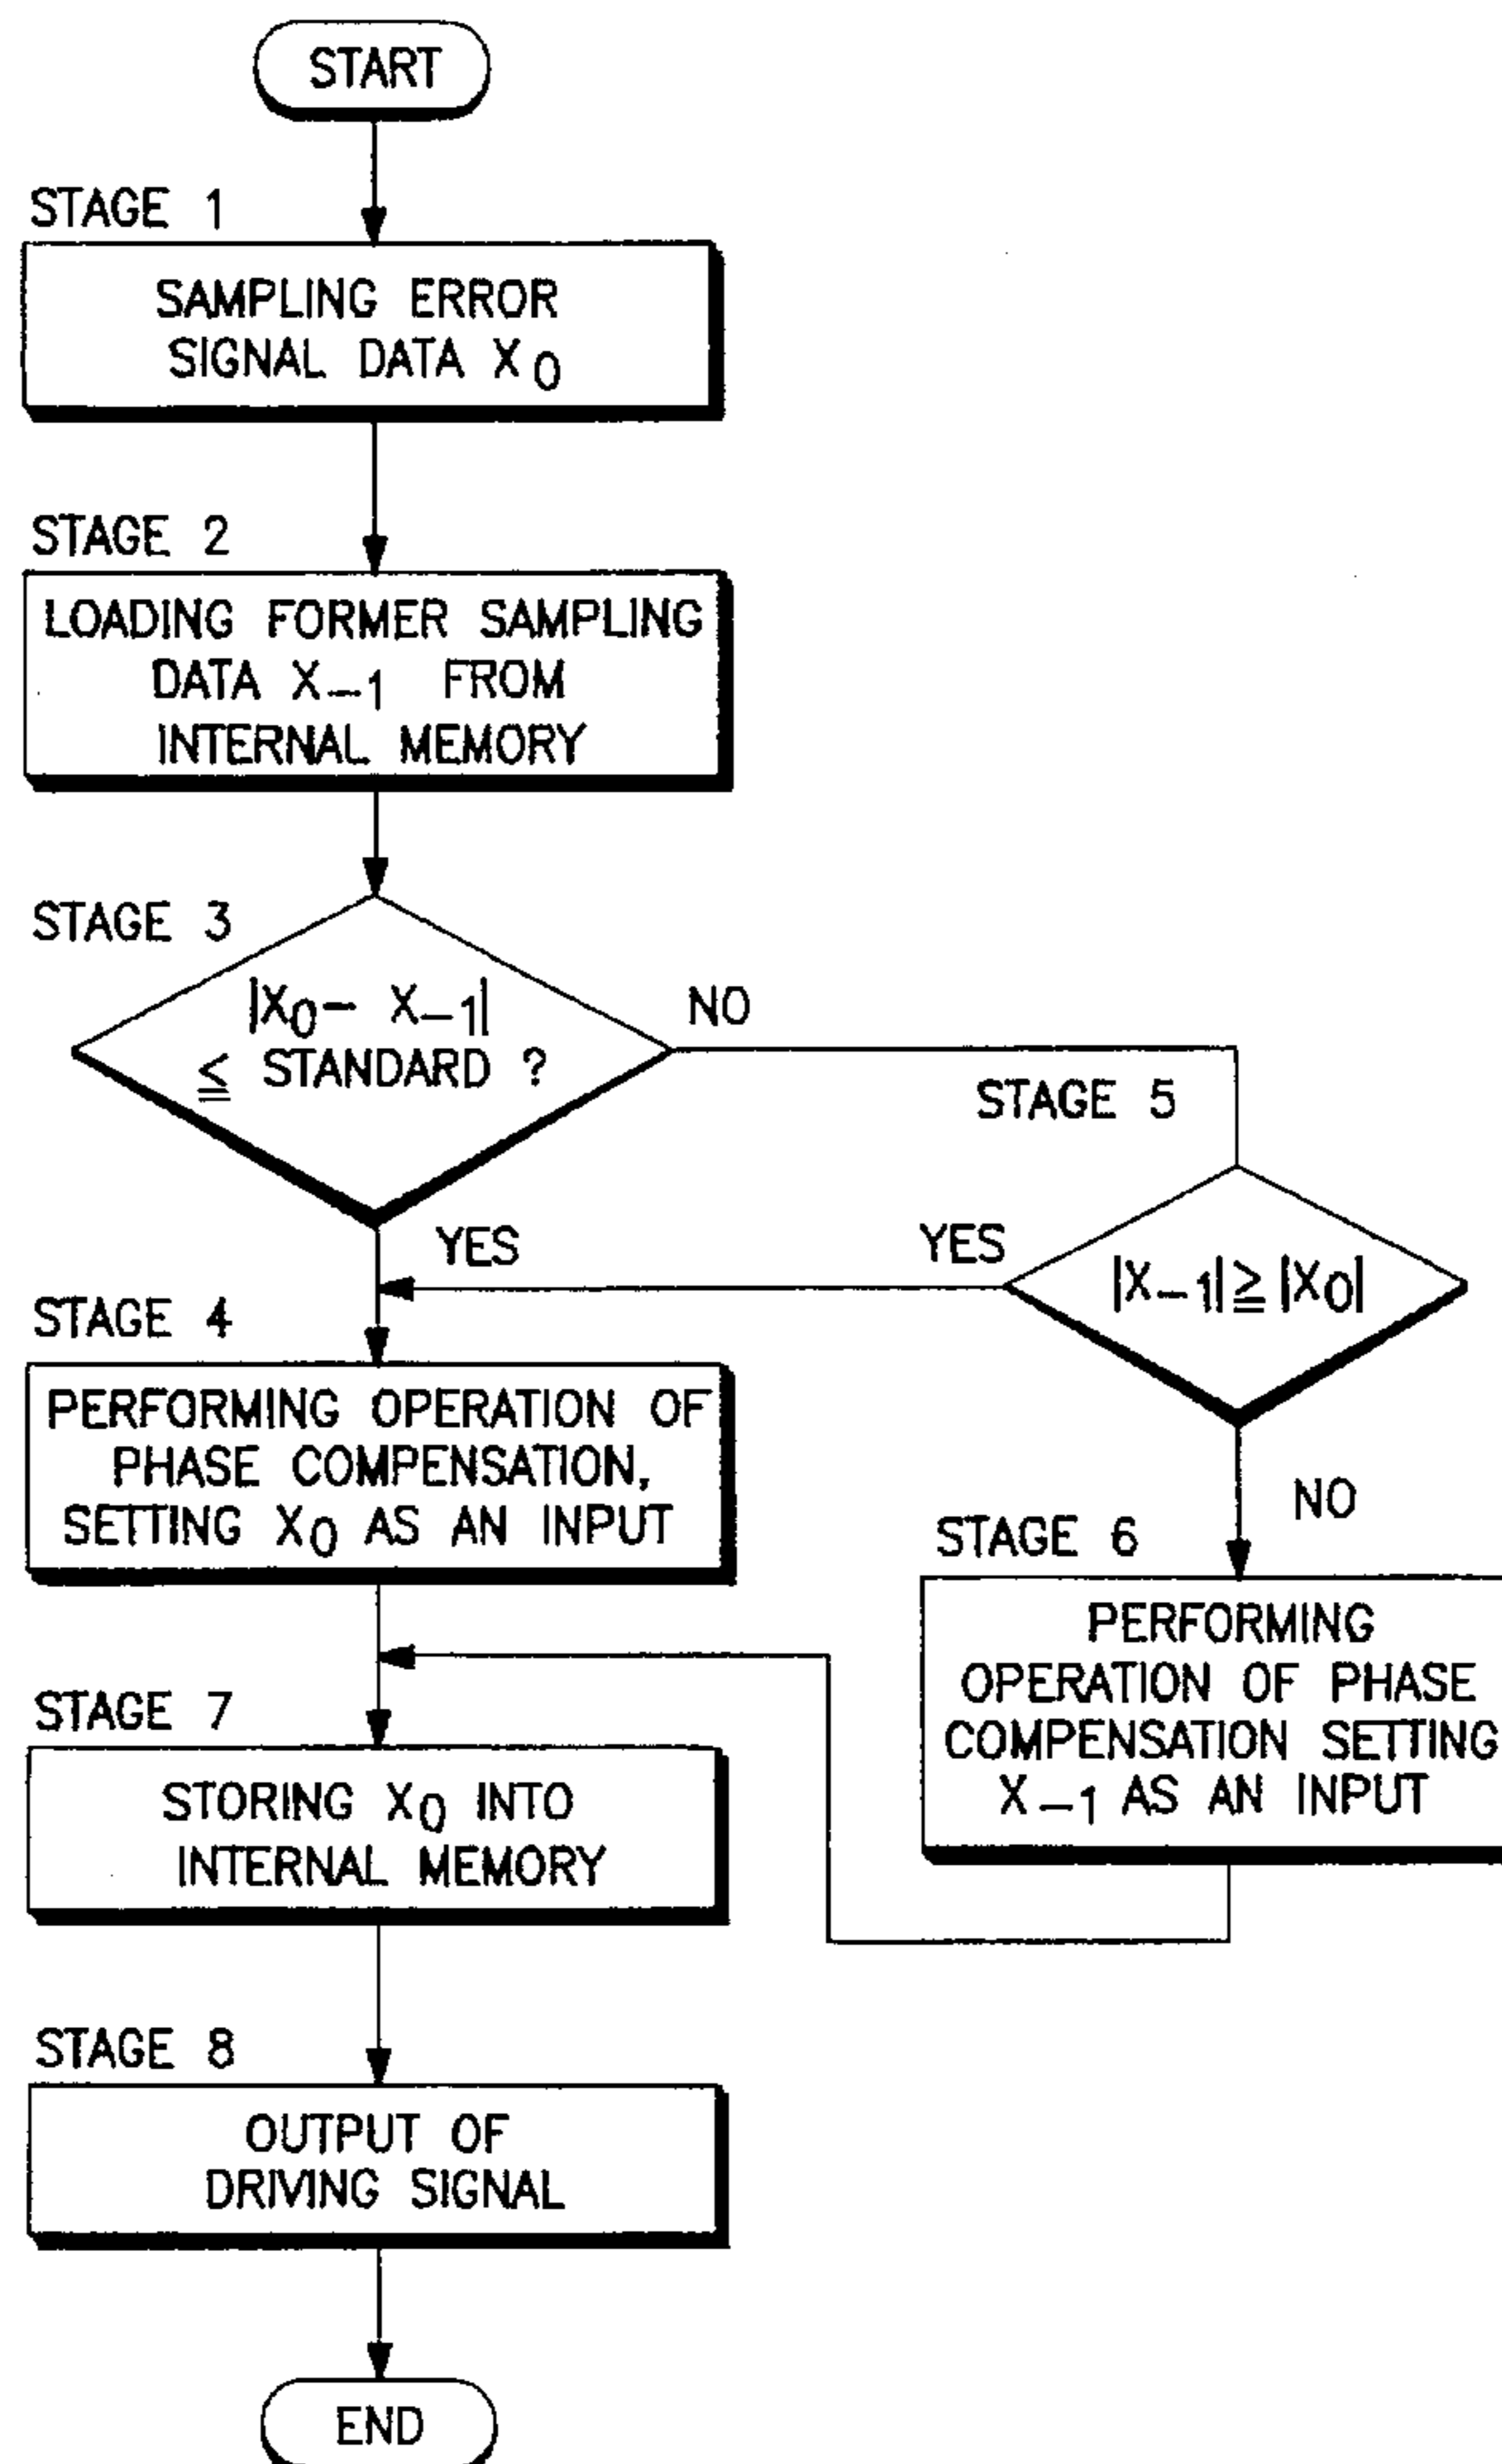 START
STAGE 1
SAMPLING ERROR
SIGNAL DATA X₀
STAGE 2
LOADING FORMER SAMPLING
DATA X₋₁ FROM
INTERNAL MEMORY
STAGE 3
|X₀− X₋₁|
≦ STANDARD ?
NO
YES
STAGE 5
YES
|X₋₁|≧|X₀|
NO
STAGE 4
PERFORMING OPERATION OF
PHASE COMPENSATION,
SETTING X₀ AS AN INPUT
STAGE 6
PERFORMING
OPERATION OF PHASE
COMPENSATION SETTING
X₋₁ AS AN INPUT
STAGE 7
STORING X₀ INTO
INTERNAL MEMORY
STAGE 8
OUTPUT OF
DRIVING SIGNAL
END